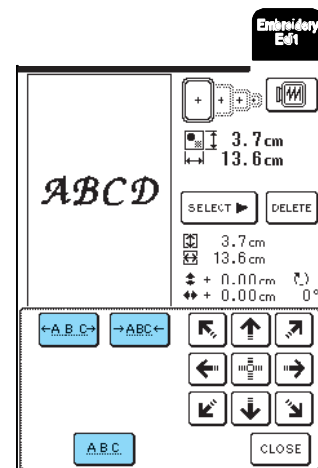 Embroidery
Edit
3.7cm
13.6cm
ABCD
SELECT
DELETE
3.7cm
13.6cm
+ 0.00cm
+ 0.00cm 0°
←A B C→
→ABC←
A B C
CLOSE